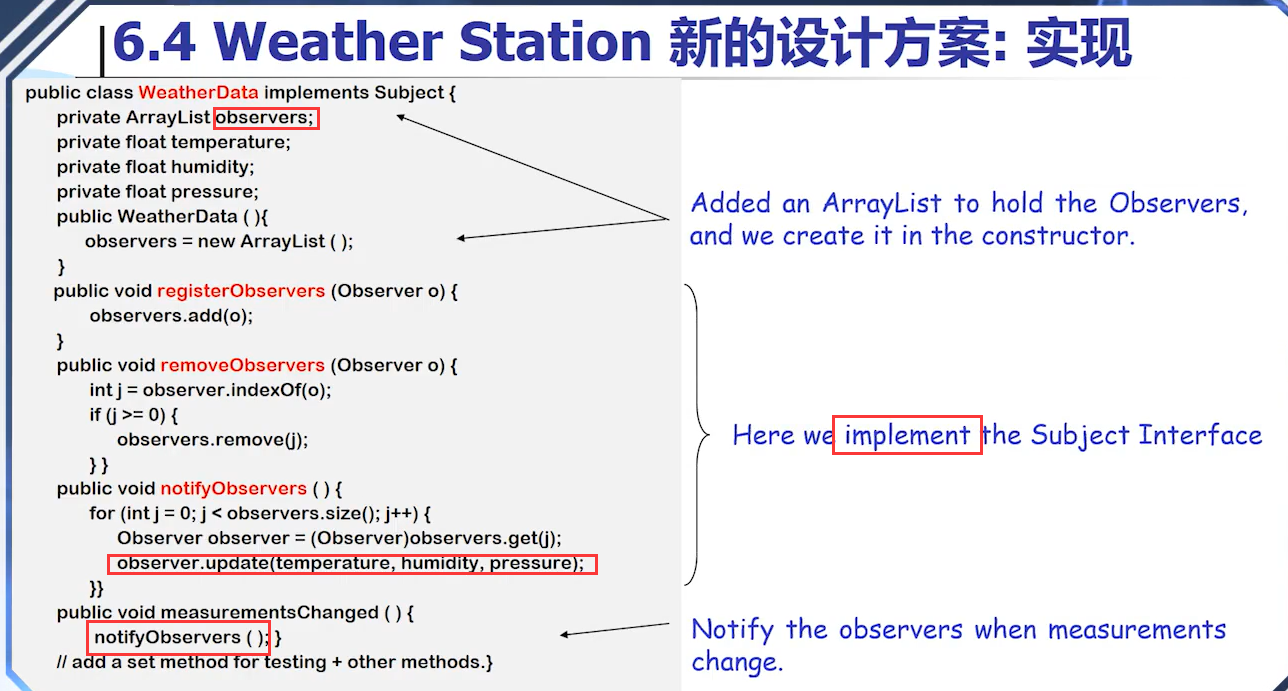 6.4 Weather Station 新的设计方案: 实现
public class WeatherData implements Subject {
private ArrayList observers;
private float temperature;
private float humidity;
private float pressure;
public WeatherData ( ){
observers = new ArrayList ( );
}
public void registerObservers (Observer o) {
observers.add(o);
}
public void removeObservers (Observer o) {
int j = observer.indexOf(o);
if (j >= 0) {
observers.remove(j);
} }
public void notifyObservers ( ) {
for (int j = 0; j < observers.size(); j++) {
Observer observer = (Observer)observers.get(j);
observer.update(temperature, humidity, pressure);
}}
public void measurementsChanged ( ) {
notifyObservers ( ); }
// add a set method for testing + other methods.}
Added an ArrayList to hold the Observers,
and we create it in the constructor.
Here we implement the Subject Interface
Notify the observers when measurements
change.